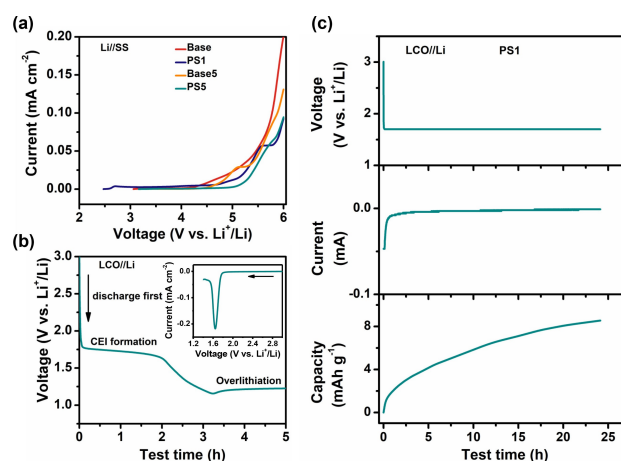 (a)
Li//SS
Base
PS1
Base5
PS5
0.20
0.15
0.10
0.05
0.00
Current (mA cm⁻²)
2 3 4 5 6
Voltage (V vs. Li⁺/Li)
(b)
LCO//Li
discharge first
CEI formation
Overlithiation
3.0
2.5
2.0
1.5
1.0
Voltage (V vs. Li⁺/Li)
0 1 2 3 4 5
Test time (h)
0.0
-0.1
-0.2
Current (mA cm⁻²)
1.6 2.0 2.4 2.8
Voltage (V vs. Li⁺/Li)
(c)
LCO//Li PS1
3
2
1
Voltage
(V vs. Li⁺/Li)
0.0
-0.1
Current
(mA)
8
4
0
Capacity
(mAh g⁻¹)
0 5 10 15 20 25
Test time (h)